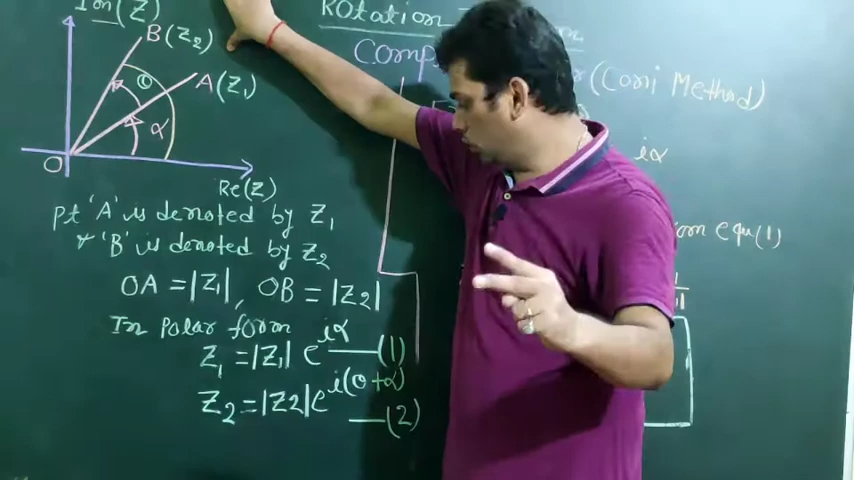 Im(Z)
B(Z2)
A(Z1)
θ
α
O
Re(Z)
Pt 'A' is denoted by Z1
& 'B' is denoted by Z2
OA = |Z1|, OB = |Z2|
In Polar form
Z1 = |Z1| e^iα —(1)
Z2 = |Z2| e^i(θ+α) —(2)
Rotation
Comp
(Coni Method)
iα
equ(1)